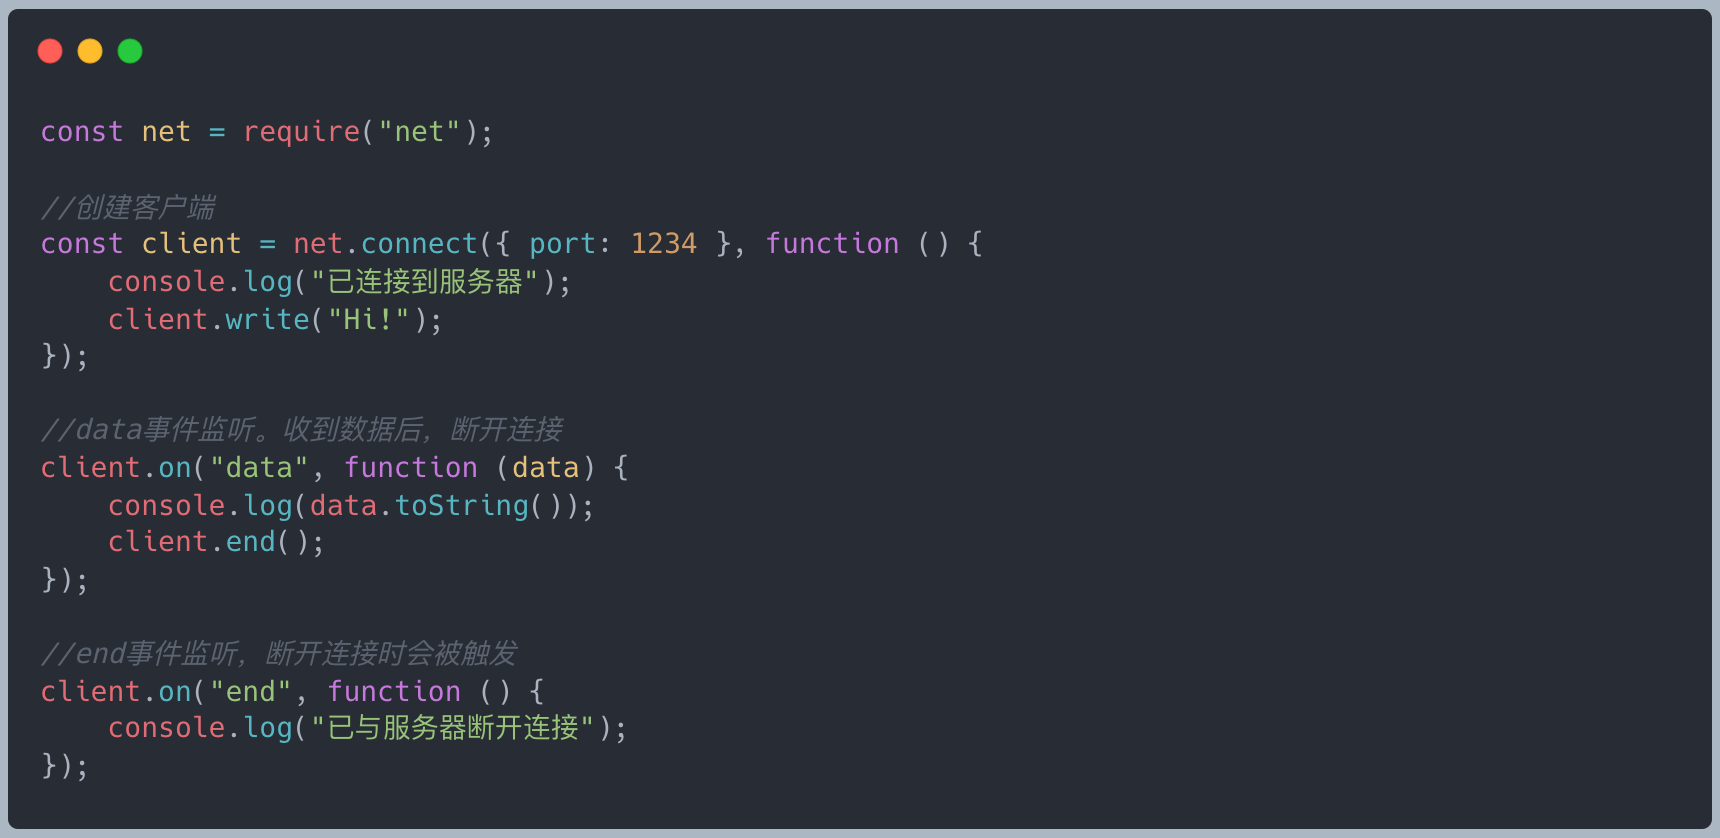 const net = require("net");
//创建客户端
const client = net.connect({ port: 1234 }, function () {
    console.log("已连接到服务器");
    client.write("Hi!");
});
//data事件监听。收到数据后，断开连接
client.on("data", function (data) {
    console.log(data.toString());
    client.end();
});
//end事件监听，断开连接时会被触发
client.on("end", function () {
    console.log("已与服务器断开连接");
});